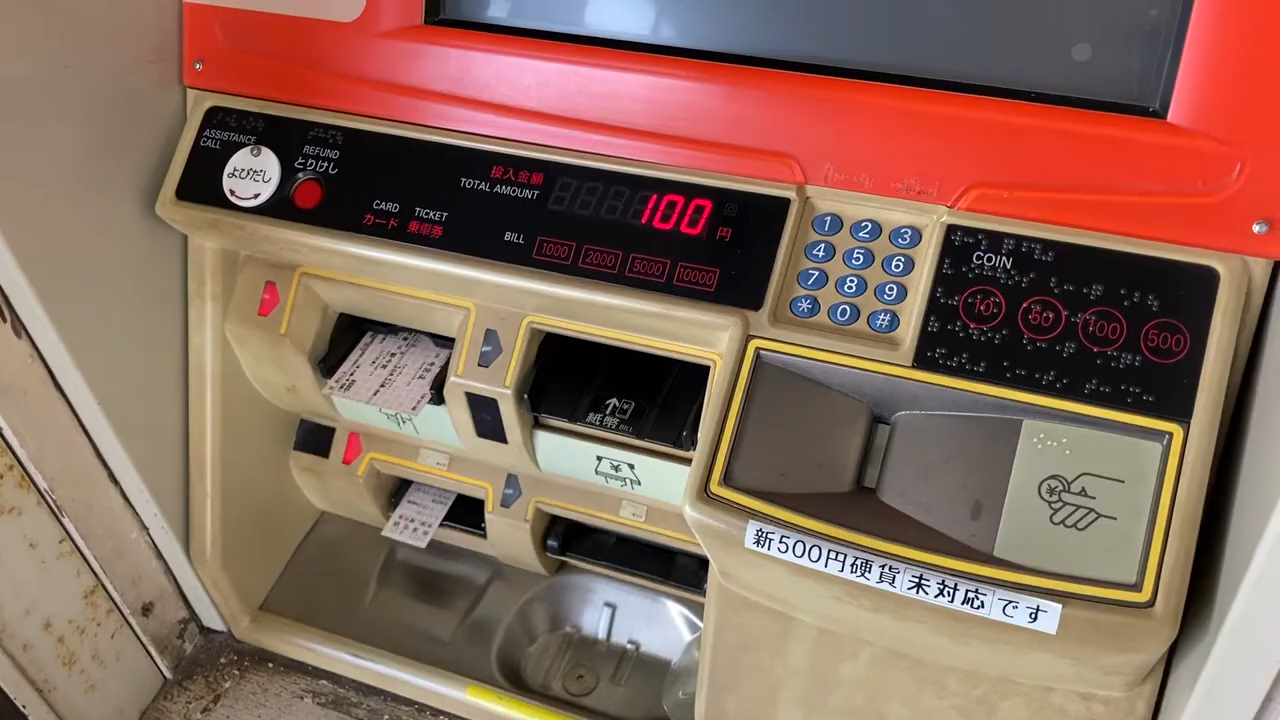 ASSISTANCE
CALL
よびだし
REFUND
とりけし
CARD TICKET
カード 乗車券
投入金額
TOTAL AMOUNT
100
円
BILL
1000 2000 5000 10000
1 2 3
4 5 6
7 8 9
* 0 #
COIN
10 50 100 500
紙幣
BILL
新500円硬貨未対応です